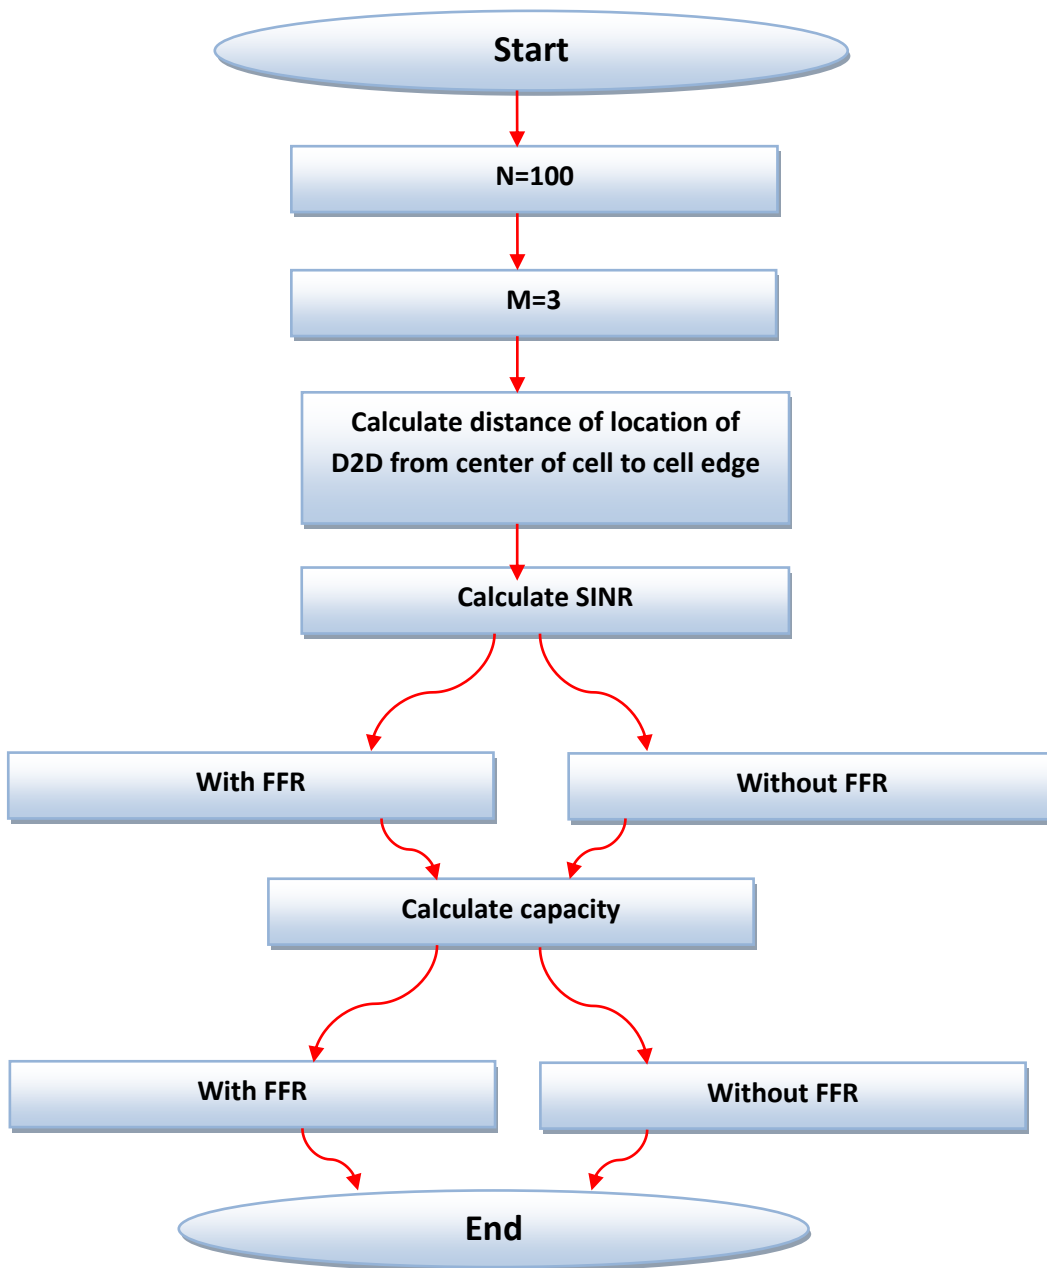 Start
N=100
M=3
Calculate distance of location of
D2D from center of cell to cell edge
Calculate SINR
With FFR
Without FFR
Calculate capacity
With FFR
Without FFR
End